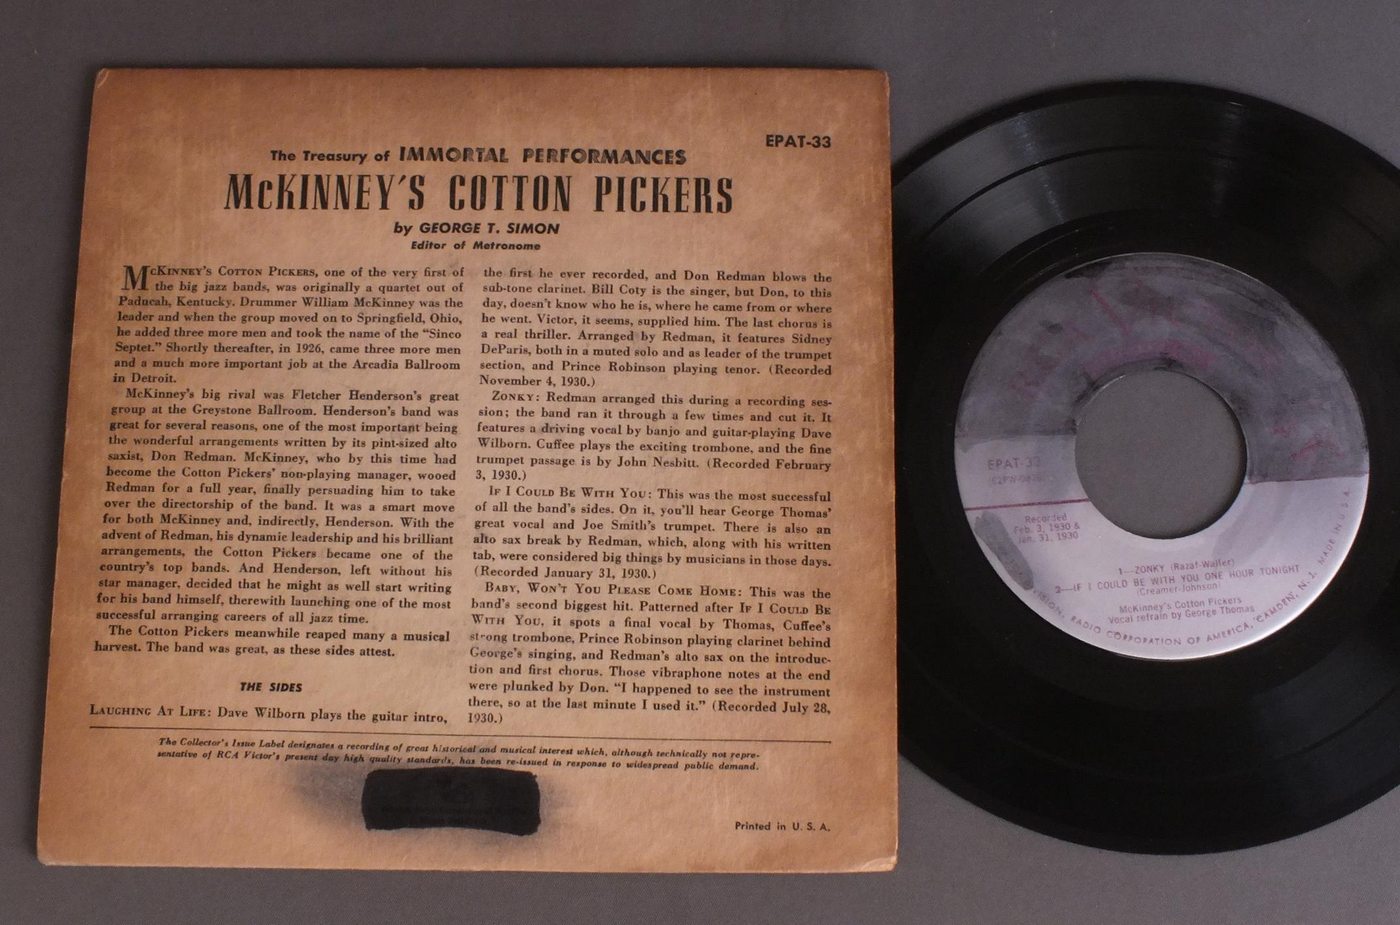 EPAT-33
The Treasury of IMMORTAL PERFORMANCES
McKINNEY'S COTTON PICKERS
by GEORGE T. SIMON
Editor of Metronome
McKinney's Cotton Pickers, one of the very first of
the big jazz bands, was originally a quartet out of
Paducah, Kentucky. Drummer William McKinney was the
leader and when the group moved on to Springfield, Ohio,
he added three more men and took the name of the "Sinco
Septet." Shortly thereafter, in 1926, came three more men
and a much more important job at the Arcadia Ballroom
in Detroit.
McKinney's big rival was Fletcher Henderson's great
group at the Greystone Ballroom. Henderson's band was
great for several reasons, one of the most important being
the wonderful arrangements written by its pint-sized alto
saxist, Don Redman. McKinney, who by this time had
become the Cotton Pickers' non-playing manager, wooed
Redman for a full year, finally persuading him to take
over the directorship of the band. It was a smart move
for both McKinney and, indirectly, Henderson. With the
advent of Redman, his dynamic leadership and his brilliant
arrangements, the Cotton Pickers became one of the
country's top bands. And Henderson, left without his
star manager, decided that he might as well start writing
for his band himself, therewith launching one of the most
successful arranging careers of all jazz time.
The Cotton Pickers meanwhile reaped many a musical
harvest. The band was great, as these sides attest.
THE SIDES
Laughing At Life: Dave Wilborn plays the guitar intro,
the first he ever recorded, and Don Redman blows the
sub-tone clarinet. Bill Coty is the singer, but Don, to this
day, doesn't know who he is, where he came from or where
he went. Victor, it seems, supplied him. The last chorus is
a real thriller. Arranged by Redman, it features Sidney
DeParis, both in a muted solo and as leader of the trumpet
section, and Prince Robinson playing tenor. (Recorded
November 4, 1930.)
Zonky: Redman arranged this during a recording ses-
sion; the band ran it through a few times and cut it. It
features a driving vocal by banjo and guitar-playing Dave
Wilborn. Cuffee plays the exciting trombone, and the fine
trumpet passage is by John Nesbitt. (Recorded February
3, 1930.)
If I Could Be With You: This was the most successful
of all the band's sides. On it, you'll hear George Thomas'
great vocal and Joe Smith's trumpet. There is also an
alto sax break by Redman, which, along with his written
tab, were considered big things by musicians in those days.
(Recorded January 31, 1930.)
Baby, Won't You Please Come Home: This was the
band's second biggest hit. Patterned after If I Could Be
With You, it spots a final vocal by Thomas, Cuffee's
strong trombone, Prince Robinson playing clarinet behind
George's singing, and Redman's alto sax on the introduc-
tion and first chorus. Those vibraphone notes at the end
were plunked by Don. "I happened to see the instrument
there, so at the last minute I used it." (Recorded July 28,
1930.)
The Collector's Issue Label designates a recording of great historical and musical interest which, although technically not repre-
sentative of RCA Victor's present day high quality standards, has been re-issued in response to widespread public demand.
Printed in U. S. A.
EPAT-33
Recorded
Feb. 3, 1930 &
Jan. 31, 1930
1—ZONKY (Razaf-Waller)
2—IF I COULD BE WITH YOU ONE HOUR TONIGHT
(Creamer-Johnson)
McKinney's Cotton Pickers
Vocal refrain by George Thomas
RADIO CORPORATION OF AMERICA, CAMDEN, N. J. MADE IN U.S.A.